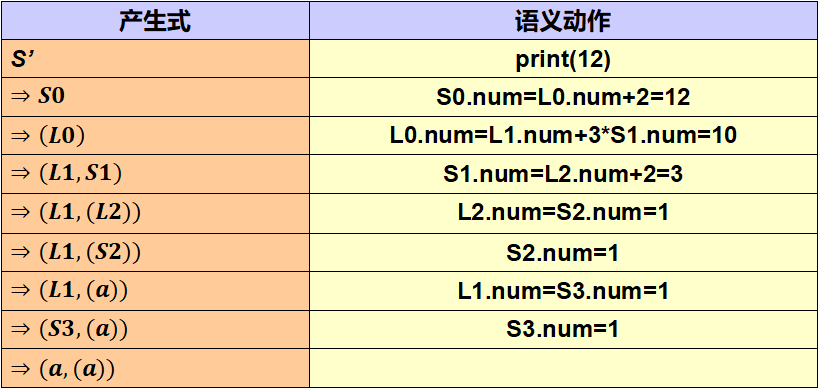 产生式 语义动作
S’ print(12)
⇒ S0 S0.num=L0.num+2=12
⇒ (L0) L0.num=L1.num+3*S1.num=10
⇒ (L1, S1) S1.num=L2.num+2=3
⇒ (L1, (L2)) L2.num=S2.num=1
⇒ (L1, (S2)) S2.num=1
⇒ (L1, (a)) L1.num=S3.num=1
⇒ (S3, (a)) S3.num=1
⇒ (a, (a))